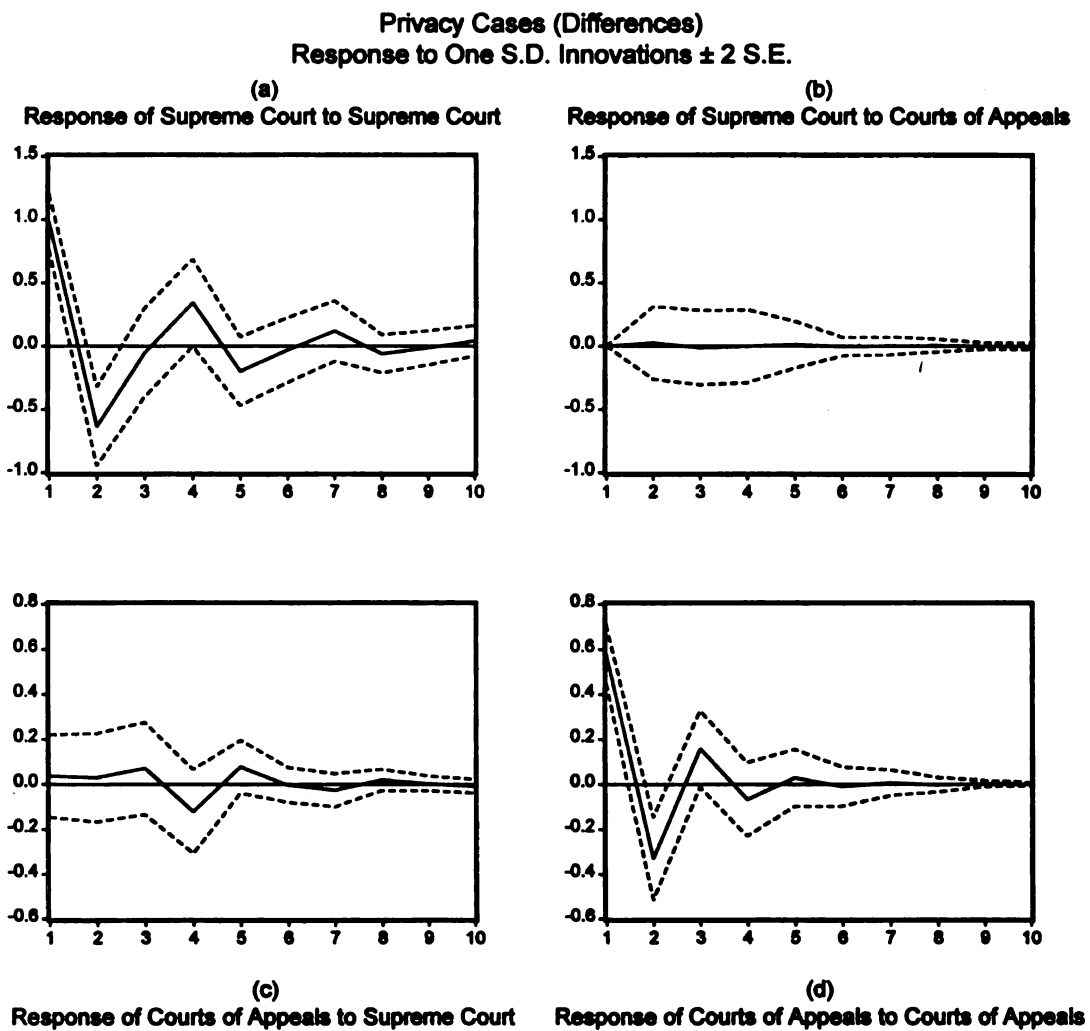 Privacy Cases (Differences)
Response to One S.D. Innovations ± 2 S.E.
(a)
Response of Supreme Court to Supreme Court
1.5
1.0
0.5
0.0
-0.5
-1.0
1 2 3 4 5 6 7 8 9 10
(b)
Response of Supreme Court to Courts of Appeals
1.5
1.0
0.5
0.0
-0.5
-1.0
1 2 3 4 5 6 7 8 9 10
0.8
0.6
0.4
0.2
0.0
-0.2
-0.4
-0.6
1 2 3 4 5 6 7 8 9 10
(c)
Response of Courts of Appeals to Supreme Court
0.8
0.6
0.4
0.2
0.0
-0.2
-0.4
-0.6
1 2 3 4 5 6 7 8 9 10
(d)
Response of Courts of Appeals to Courts of Appeals